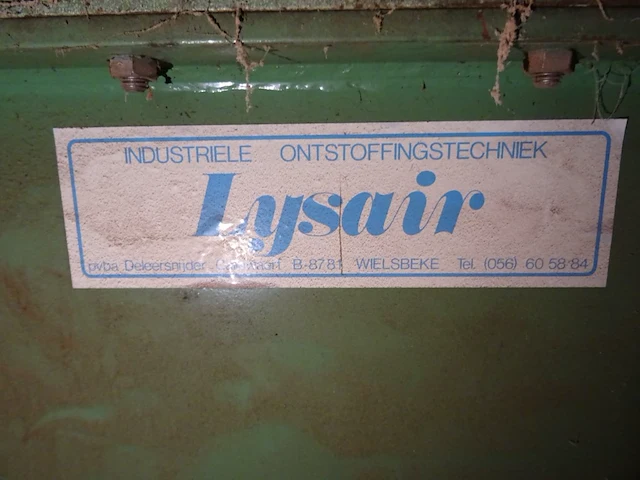 INDUSTRIELE ONTSTOFFINGSTECHNIEK
Lysair
pvba Deleersnijder B-8781 WIELSBEKE Tel. (056) 60 58 84